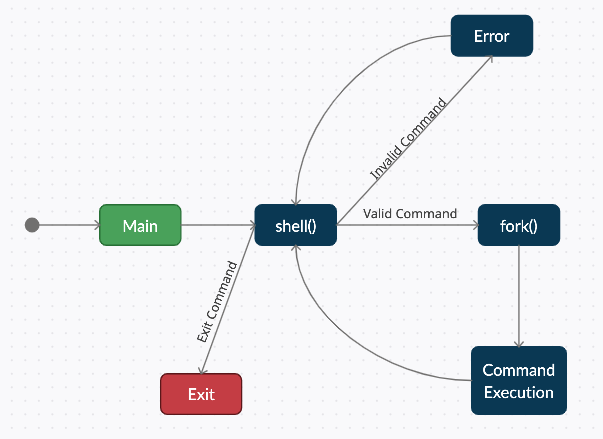 Error
Invalid Command
Main
shell()
Valid Command
fork()
Exit Command
Command
Execution
Exit